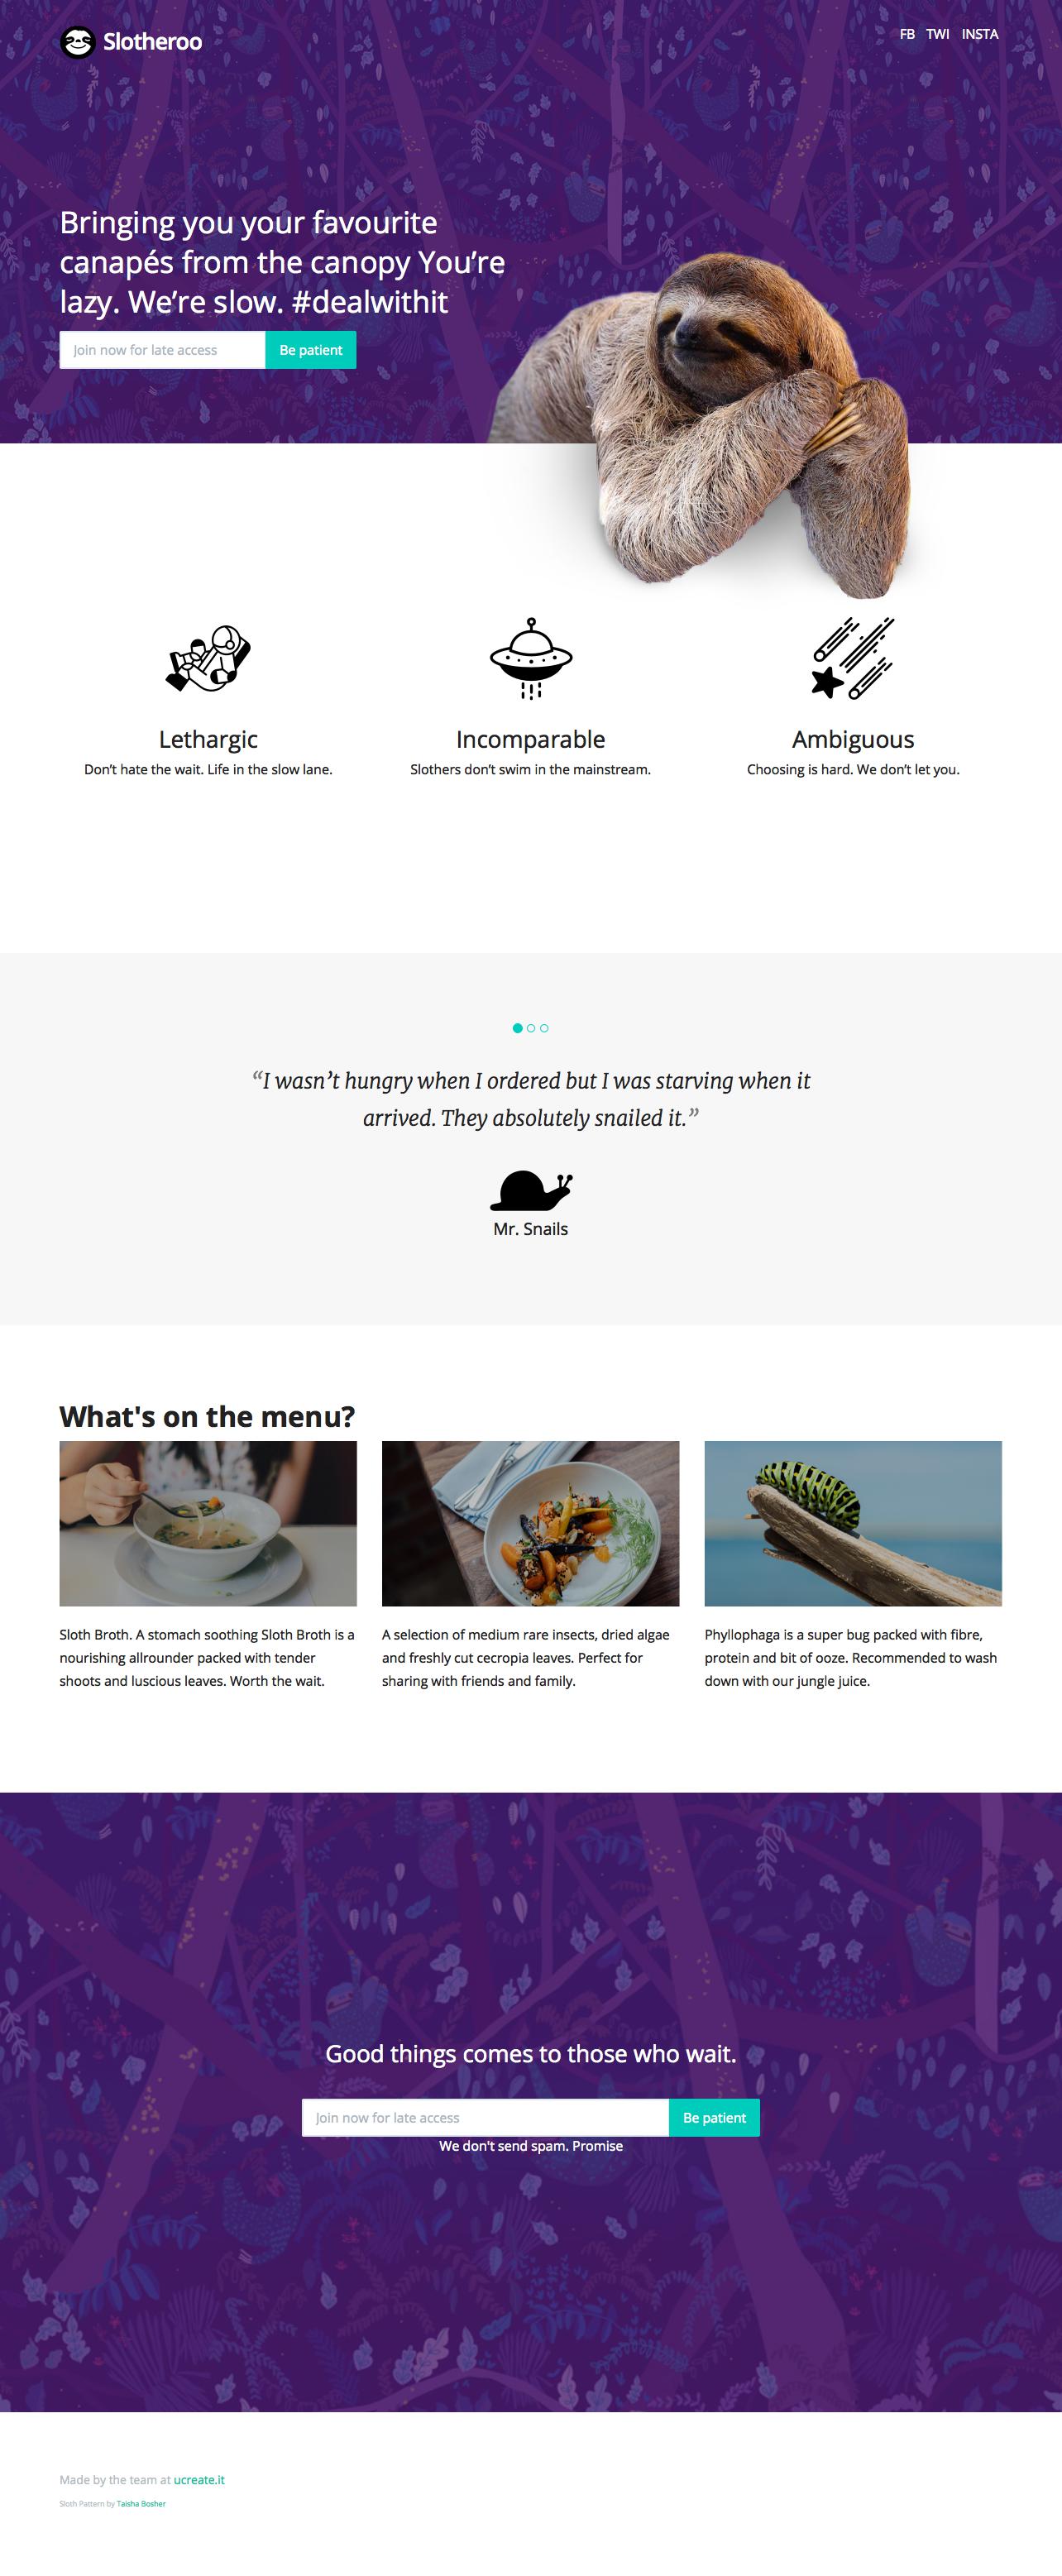 Slotheroo
FB TWI INSTA
Bringing you your favourite
canapés from the canopy You’re
lazy. We’re slow. #dealwithit
Join now for late access
Be patient
Lethargic
Don’t hate the wait. Life in the slow lane.
Incomparable
Slothers don’t swim in the mainstream.
Ambiguous
Choosing is hard. We don’t let you.
“I wasn’t hungry when I ordered but I was starving when it
arrived. They absolutely snailed it.”
Mr. Snails
What's on the menu?
Sloth Broth. A stomach soothing Sloth Broth is a
nourishing allrounder packed with tender
shoots and luscious leaves. Worth the wait.
A selection of medium rare insects, dried algae
and freshly cut cecropia leaves. Perfect for
sharing with friends and family.
Phyllophaga is a super bug packed with fibre,
protein and bit of ooze. Recommended to wash
down with our jungle juice.
Good things comes to those who wait.
Join now for late access
Be patient
We don't send spam. Promise
Made by the team at ucreate.it
Sloth Pattern by Taisha Bosher